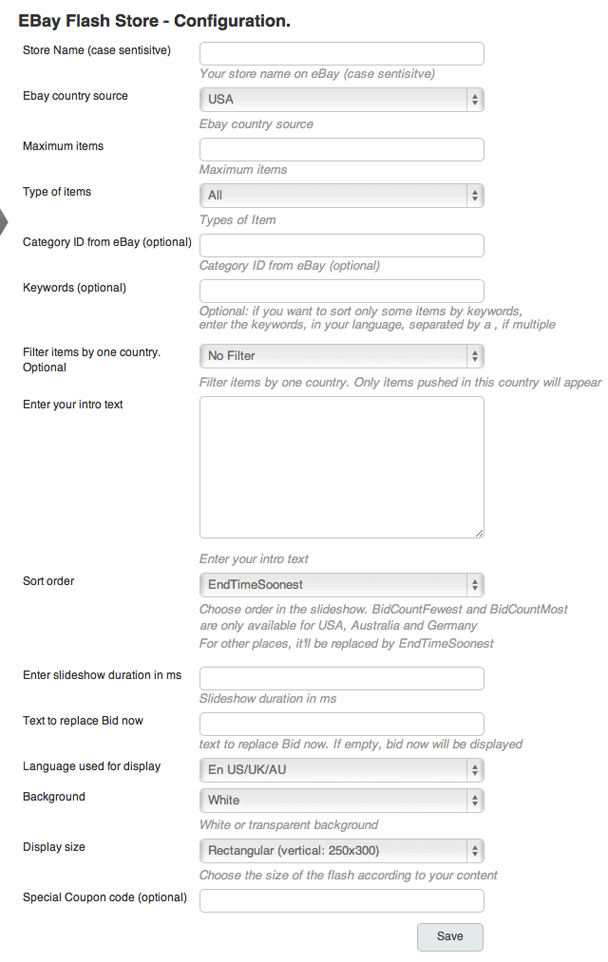 EBay Flash Store - Configuration.
Store Name (case sentisitve)
Your store name on eBay (case sentisitve)
Ebay country source
USA
Ebay country source
Maximum items
Maximum items
Type of items
All
Types of Item
Category ID from eBay (optional)
Category ID from eBay (optional)
Keywords (optional)
Optional: if you want to sort only some items by keywords,
enter the keywords, in your language, separated by a , if multiple
Filter items by one country.
Optional
No Filter
Filter items by one country. Only items pushed in this country will appear
Enter your intro text
Enter your intro text
Sort order
EndTimeSoonest
Choose order in the slideshow. BidCountFewest and BidCountMost
are only available for USA, Australia and Germany
For other places, it'll be replaced by EndTimeSoonest
Enter slideshow duration in ms
Slideshow duration in ms
Text to replace Bid now
text to replace Bid now. If empty, bid now will be displayed
Language used for display
En US/UK/AU
Background
White
White or transparent background
Display size
Rectangular (vertical: 250x300)
Choose the size of the flash according to your content
Special Coupon code (optional)
Save